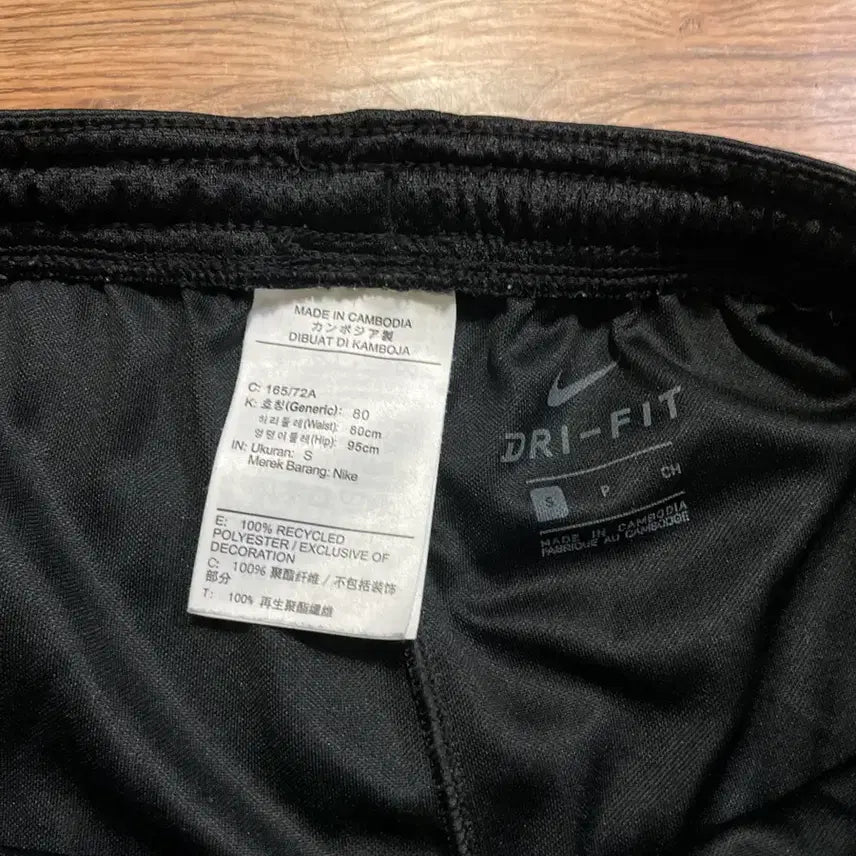 MADE IN CAMBODIA
カンボジア製
DIBUAT DI KAMBOJA
C: 165/72A
K: 호칭(Generic): 80
허리둘레(Waist): 80cm
엉덩이둘레(Hip): 95cm
IN: Ukuran: S
Merek Barang: Nike
E: 100% RECYCLED
POLYESTER / EXCLUSIVE OF
DECORATION
C: 100% 聚酯纤维 / 不包括装饰
部分
T: 100% 再生聚酯纖維
DRI-FIT
S P CH
MADE IN CAMBODIA
FABRIQUÉ AU CAMBODGE